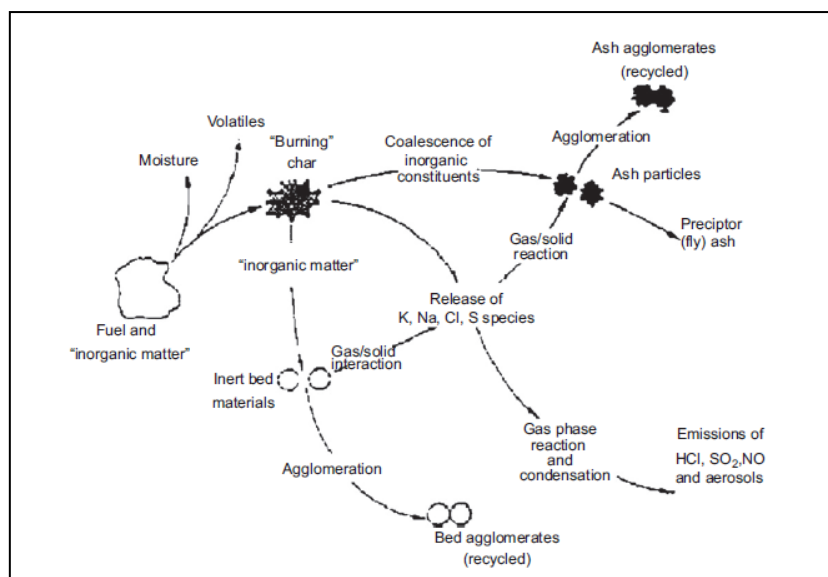 Ash agglomerates
(recycled)
Volatiles
"Burning"
char
Moisture
Coalescence of
inorganic
constituents
Agglomeration
Ash particles
Preciptor
(fly) ash
Gas/solid
reaction
"inorganic matter"
Release of
K, Na, Cl, S species
Fuel and
"inorganic matter"
Gas/solid
interaction
Inert bed
materials
Gas phase
reaction
and
condensation
Emissions of
HCl, SO₂,NO
and aerosols
Agglomeration
Bed agglomerates
(recycled)